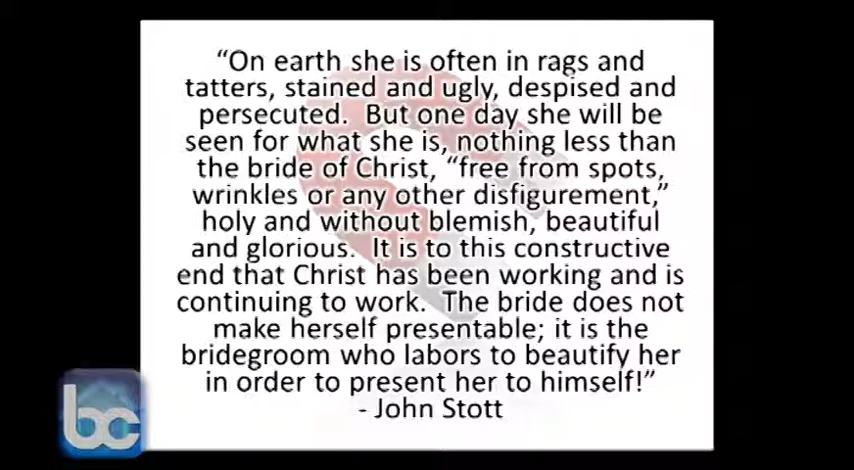 “On earth she is often in rags and
tatters, stained and ugly, despised and
persecuted.  But one day she will be
seen for what she is, nothing less than
the bride of Christ, “free from spots,
wrinkles or any other disfigurement,”
holy and without blemish, beautiful
and glorious.  It is to this constructive
end that Christ has been working and is
continuing to work.  The bride does not
make herself presentable; it is the
bridegroom who labors to beautify her
in order to present her to himself!”
- John Stott
bc